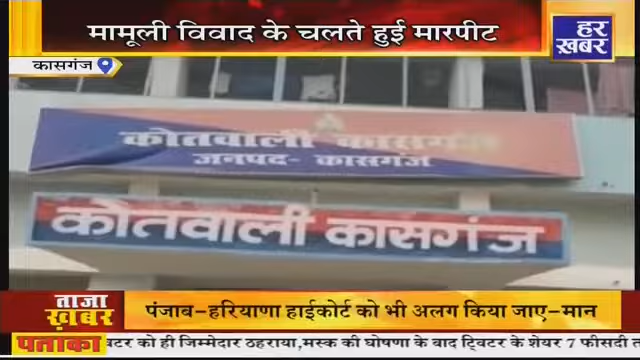 मामूली विवाद के चलते हुई मारपीट
हर
ख़बर
कासगंज
कोतवाली कासगंज
जनपद- कासगंज
कोतवाली कासगंज
ताजा
ख़बर
पंजाब-हरियाणा हाईकोर्ट को भी अलग किया जाए-मान
पताका
को ही जिम्मेदार ठहराया,मस्क की घोषणा के बाद ट्विटर के शेयर 7 फीसदी